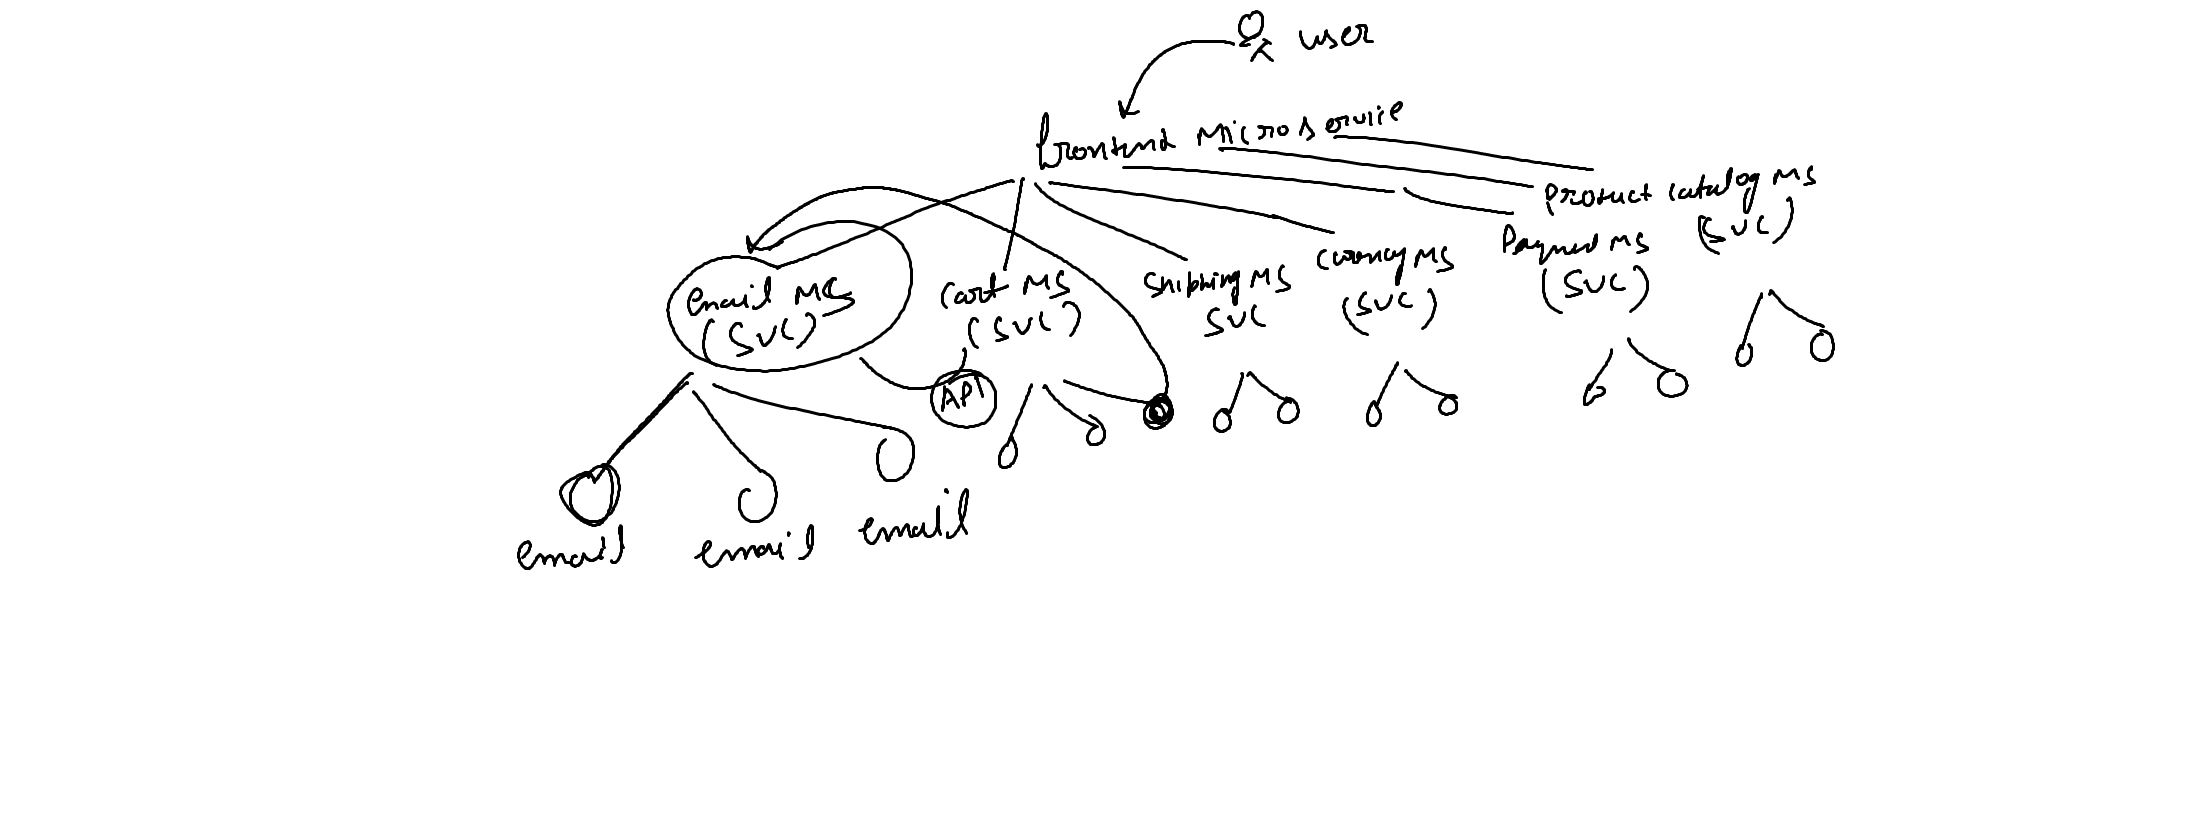 user
frontend Microservice
Product Catalog MS
(SVC)
Payment MS
(SVC)
Currency MS
(SVC)
Shipping MS
SVC
Cart MS
(SVC)
email MS
(SVC)
API
email
email
email